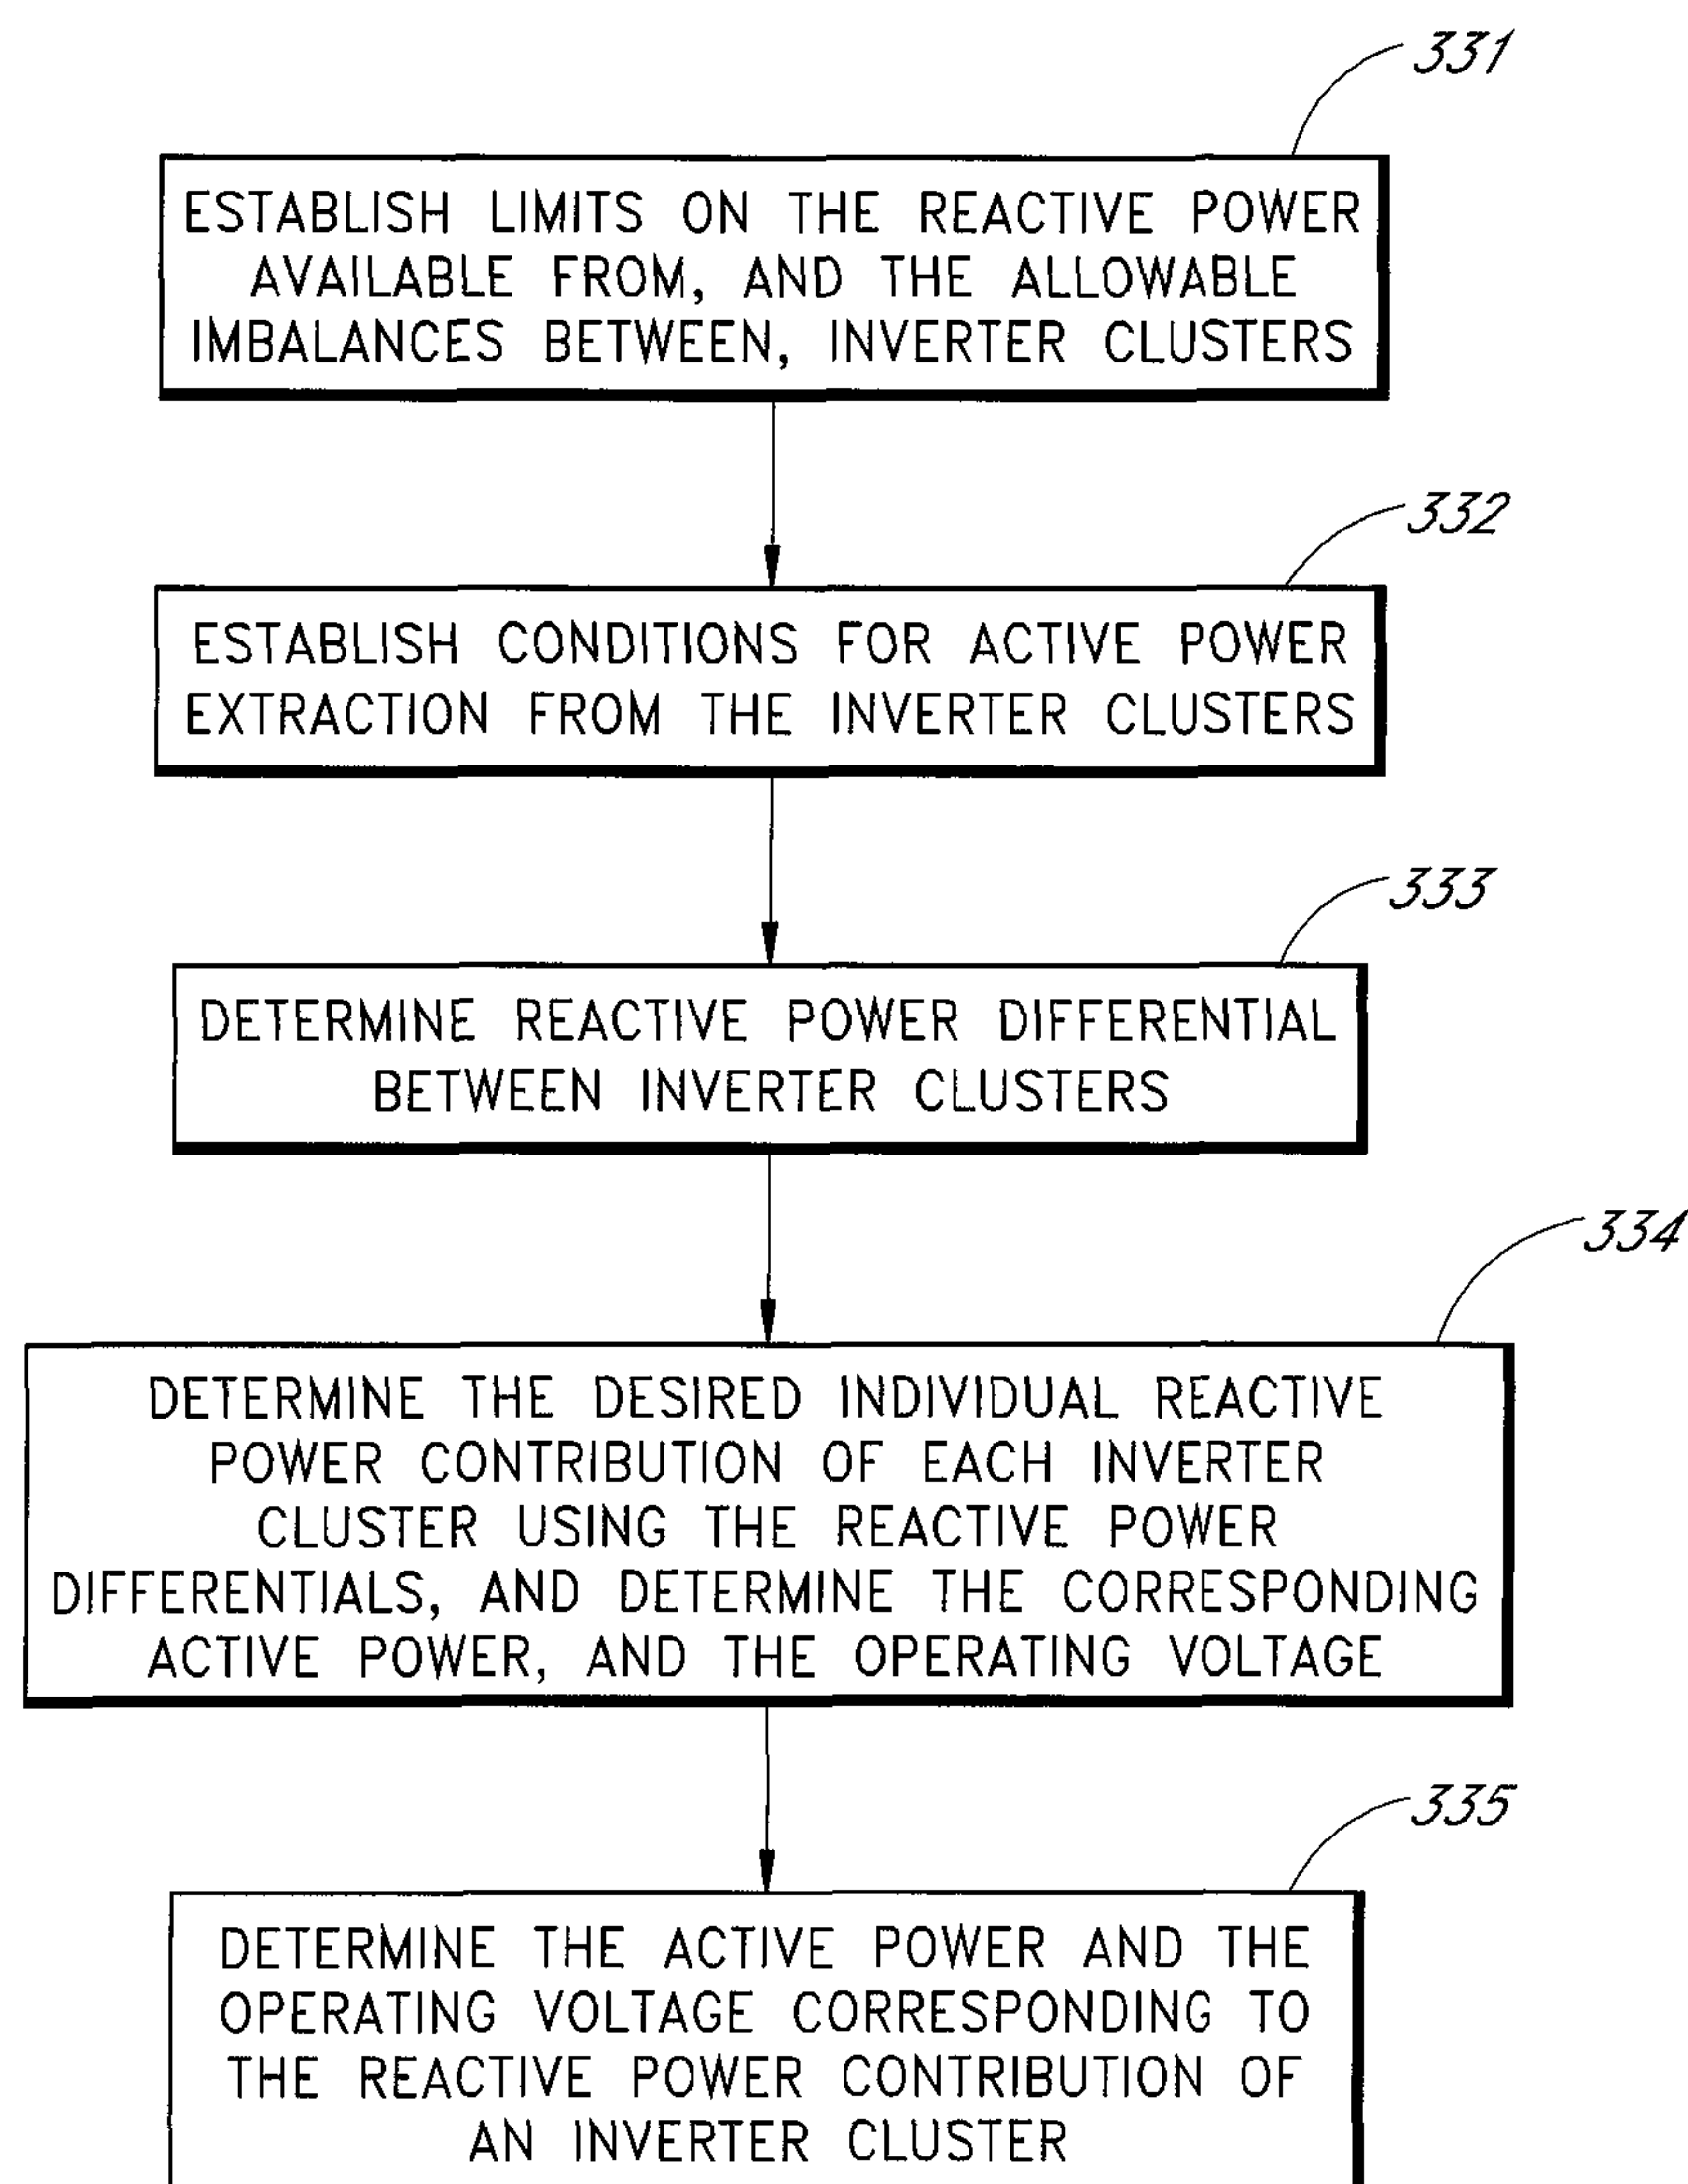 331
ESTABLISH LIMITS ON THE REACTIVE POWER
AVAILABLE FROM, AND THE ALLOWABLE
IMBALANCES BETWEEN, INVERTER CLUSTERS
332
ESTABLISH CONDITIONS FOR ACTIVE POWER
EXTRACTION FROM THE INVERTER CLUSTERS
333
DETERMINE REACTIVE POWER DIFFERENTIAL
BETWEEN INVERTER CLUSTERS
334
DETERMINE THE DESIRED INDIVIDUAL REACTIVE
POWER CONTRIBUTION OF EACH INVERTER
CLUSTER USING THE REACTIVE POWER
DIFFERENTIALS, AND DETERMINE THE CORRESPONDING
ACTIVE POWER, AND THE OPERATING VOLTAGE
335
DETERMINE THE ACTIVE POWER AND THE
OPERATING VOLTAGE CORRESPONDING TO
THE REACTIVE POWER CONTRIBUTION OF
AN INVERTER CLUSTER